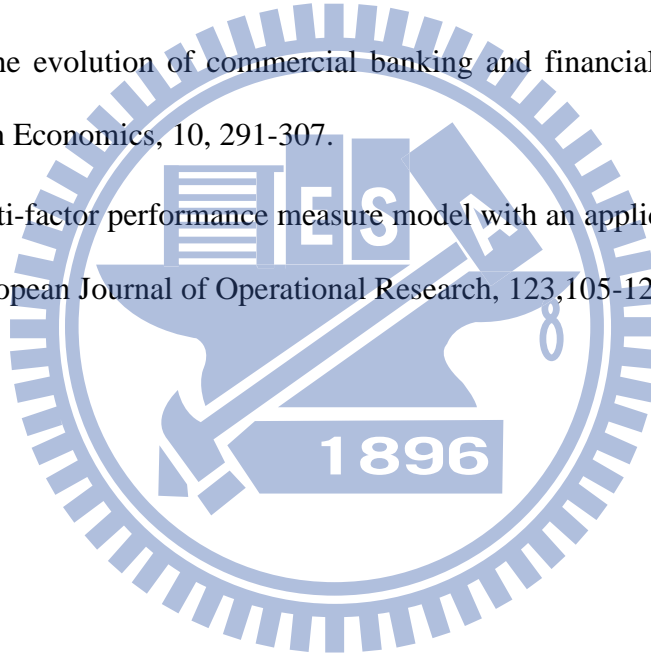 ne evolution of commercial banking and financial
n Economics, 10, 291-307.
ti-factor performance measure model with an applic
opean Journal of Operational Research, 123,105-12
E S A
1896